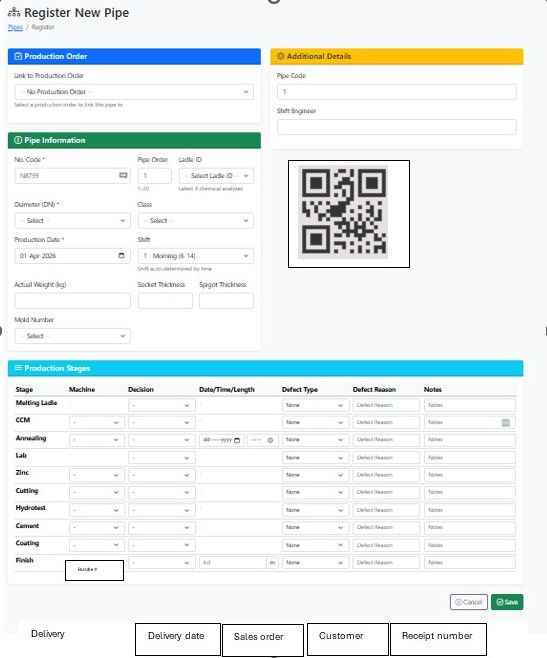 Register New Pipe
Pipes / Register
Production Order
Link to Production Order
-- No Production Order --
Select a production order to link this pipe to
Additional Details
Pipe Code
1
Shift Engineer
Pipe Information
No. Code * Pipe Order Ladle ID
N8739 1 -- Select Ladle ID --
1-20 Latest 4 chemical analyses
Diameter (DN) * Class
-- Select -- -- Select --
Production Date * Shift
01-Apr-2026 1 - Morning (6-14)
Shift auto-determined by time
Actual Weight (kg) Socket Thickness Spigot Thickness
Mold Number
-- Select --
Production Stages
Stage Machine Decision Date/Time/Length Defect Type Defect Reason Notes
Melting Ladle - - - None Defect Reason Notes
CCM - - - None Defect Reason Notes
Annealing - - dd-----yyyy --:-- None Defect Reason Notes
Lab - - - None Defect Reason Notes
Zinc - - - None Defect Reason Notes
Cutting - - - None Defect Reason Notes
Hydrotest - - - None Defect Reason Notes
Cement - - - None Defect Reason Notes
Coating - - - None Defect Reason Notes
Finish Bundle # - 6.0 m None Defect Reason Notes
Cancel Save
Delivery Delivery date Sales order Customer Receipt number